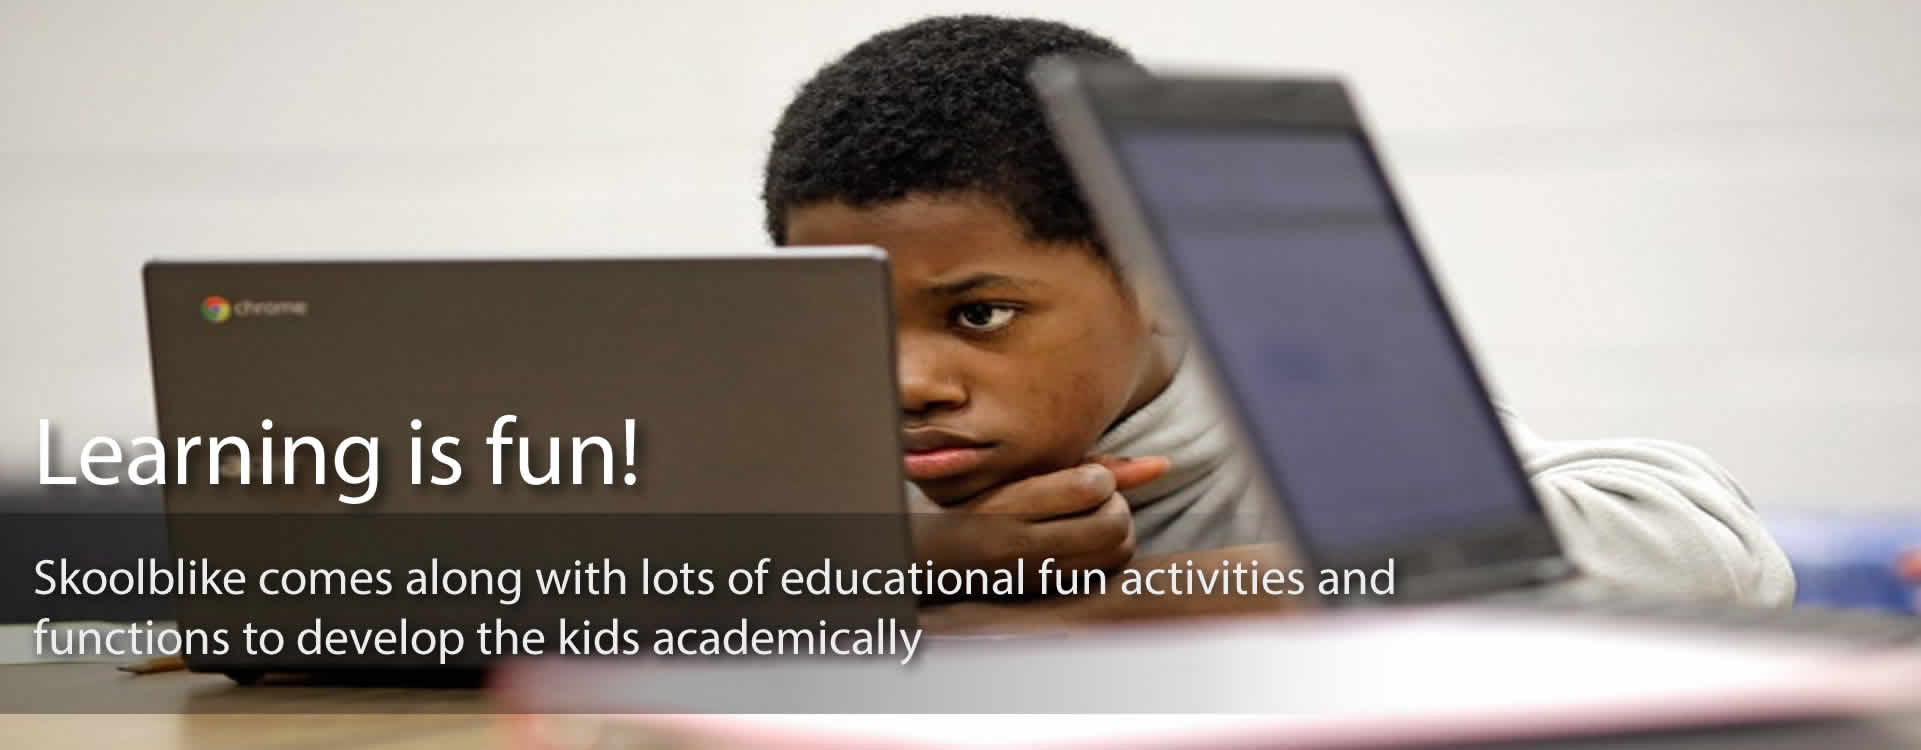 chrome
Learning is fun!
Skoolblike comes along with lots of educational fun activities and
functions to develop the kids academically